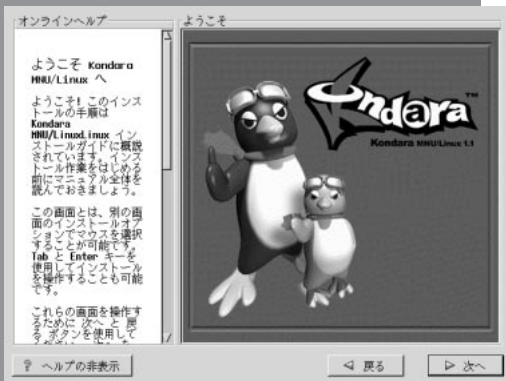 オンラインヘルプ
ようこそ Kondara
MNU/Linux へ
ようこそ! このインス
トールの手順は
Kondara
MNU/LinuxLinux イン
ストールガイドに概説
されています。インス
トール作業をはじめる
前にマニュアル全体を
読んでおきましょう。
この画面とは、別の画
面のインストールオプ
ションでマウスを選択
することが可能です。
Tab と Enter キーを
使用してインストール
を操作することも可能
です。
これらの画面を操作す
るために 次へ と 戻
る ボタンを使用して
ようこそ
Kondara
TM
Kondara MNU/Linux 1.1
? ヘルプの非表示
戻る
次へ